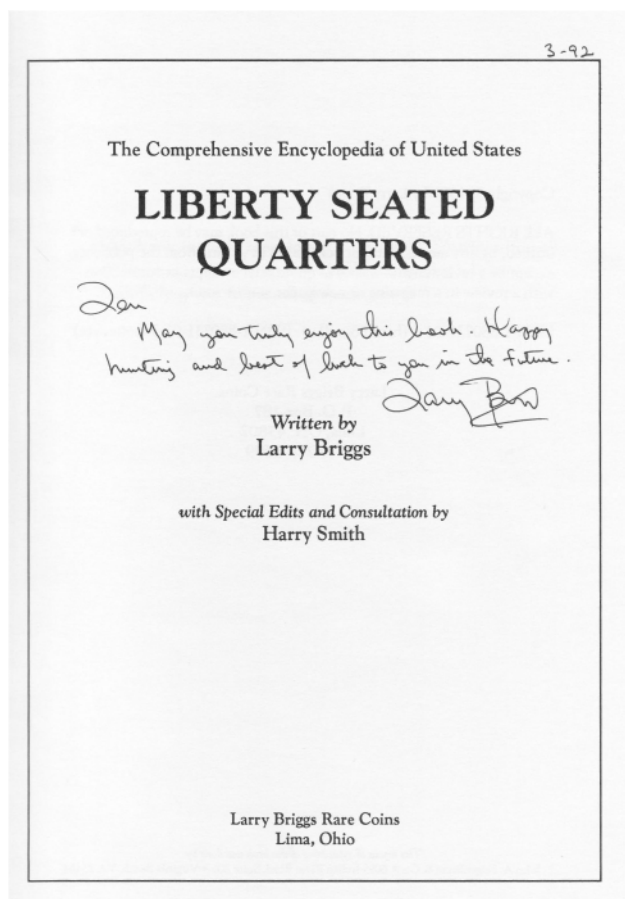 3-92
The Comprehensive Encyclopedia of United States
LIBERTY SEATED
QUARTERS
May you truly enjoy this book. Happy
hunting and best of luck to you in the future.
Larry
Written by
Larry Briggs
with Special Edits and Consultation by
Harry Smith
Larry Briggs Rare Coins
Lima, Ohio